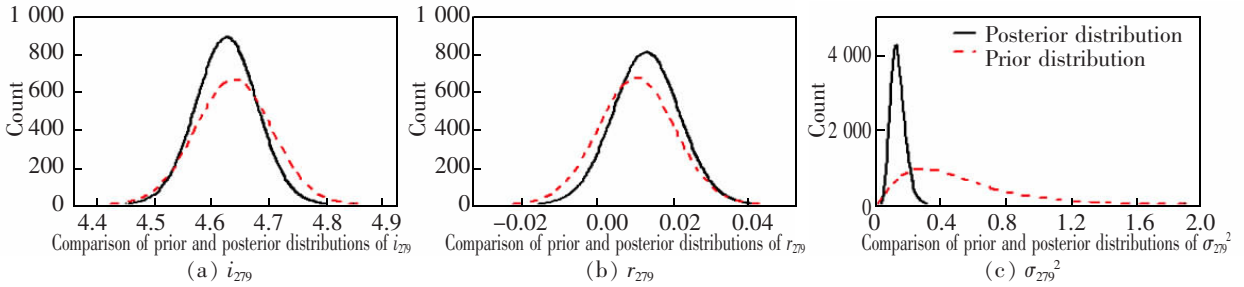 1 000
800
600
400
200
0
Count
4.4 4.5 4.6 4.7 4.8 4.9
Comparison of prior and posterior distributions of i279
(a) i279
1 000
800
600
400
200
0
Count
−0.02 0.00 0.02 0.04
Comparison of prior and posterior distributions of r279
(b) r279
Posterior distribution
Prior distribution
4 000
2 000
0
Count
0 0.4 0.8 1.2 1.6 2.0
Comparison of prior and posterior distributions of σ279²
(c) σ279²